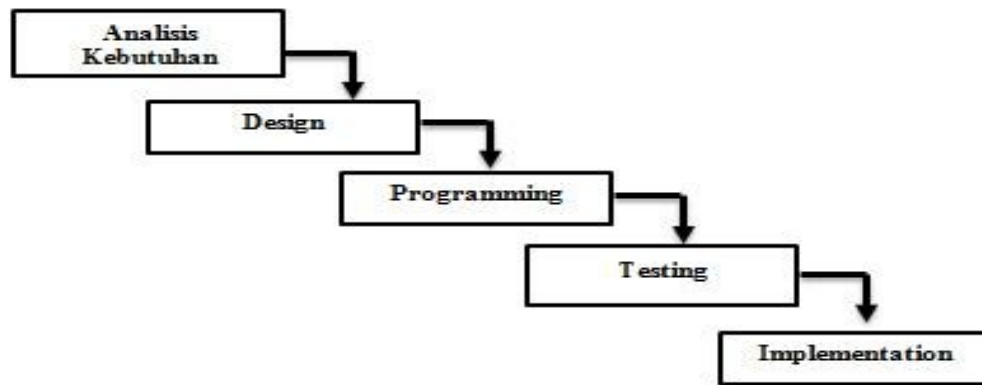 Analisis
Kebutuhan
Design
Programming
Testing
Implementation